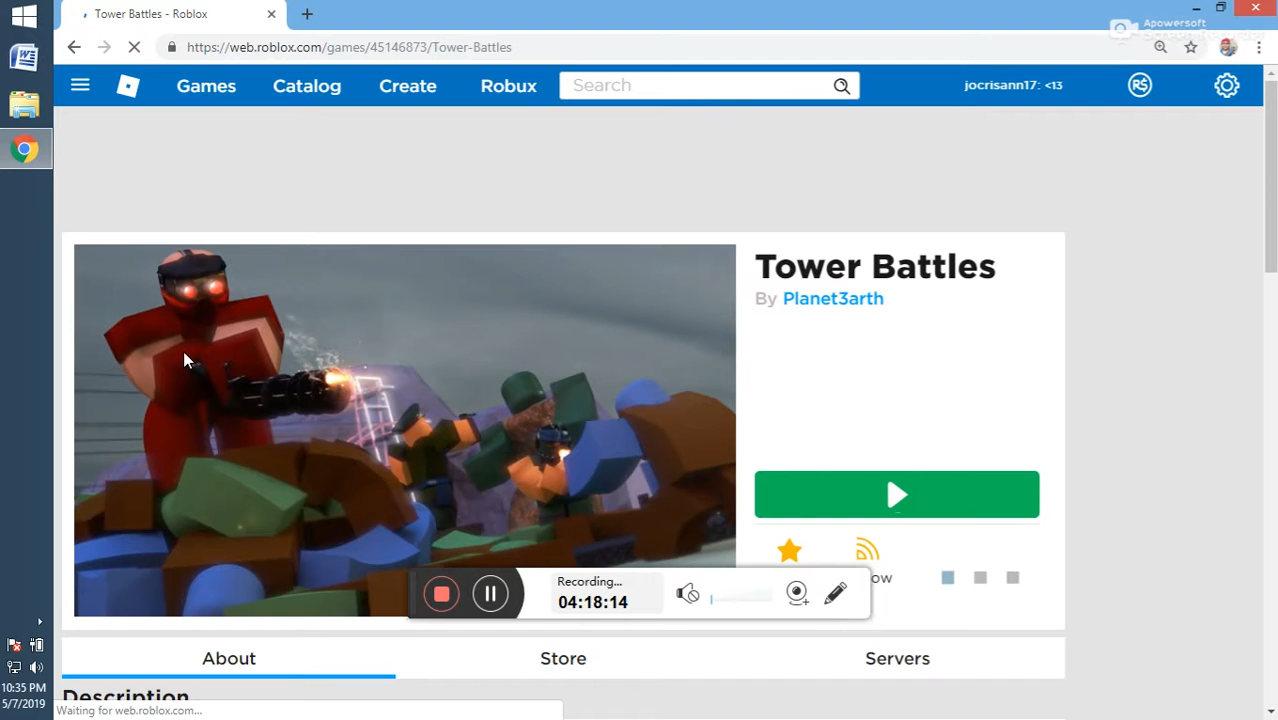 Tower Battles - Roblox
Apowersoft
https://web.roblox.com/games/45146873/Tower-Battles
Games
Catalog
Create
Robux
Search
jocrisann17: <13
R$
Tower Battles
By Planet3arth
Recording...
04:18:14
About
Store
Servers
Description
10:35 PM
5/7/2019
Waiting for web.roblox.com...